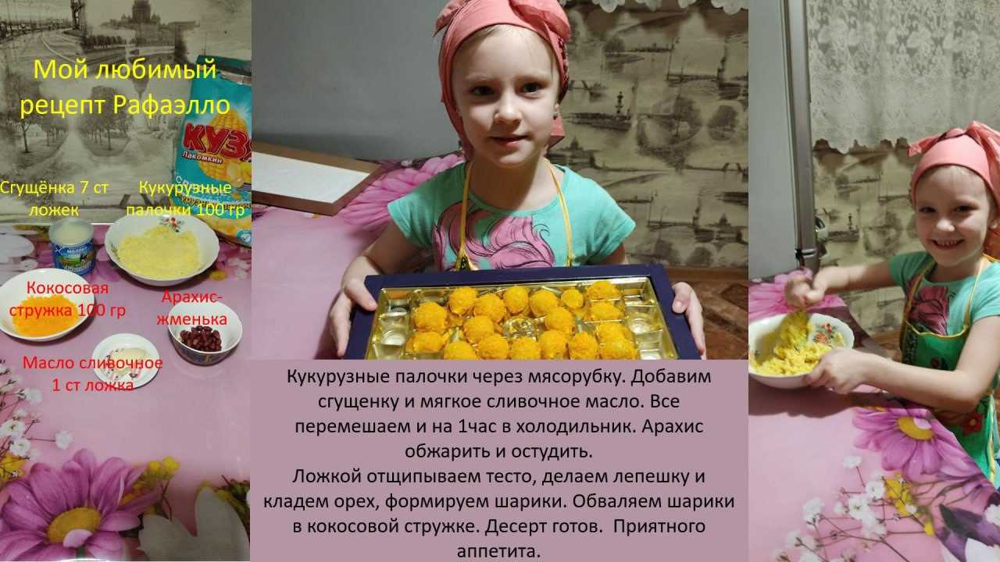 Мой любимый
рецепт Рафаэлло
КУЗЯ
Лакомкин
Сгущёнка 7 ст
ложек
Кукурузные
палочки 100 гр
Кокосовая
стружка 100 гр
Арахис-
жменька
Масло сливочное
1 ст ложка
Кукурузные палочки через мясорубку. Добавим
сгущенку и мягкое сливочное масло. Все
перемешаем и на 1час в холодильник. Арахис
обжарить и остудить.
Ложкой отщипываем тесто, делаем лепешку и
кладем орех, формируем шарики. Обваляем шарики
в кокосовой стружке. Десерт готов.  Приятного
аппетита.